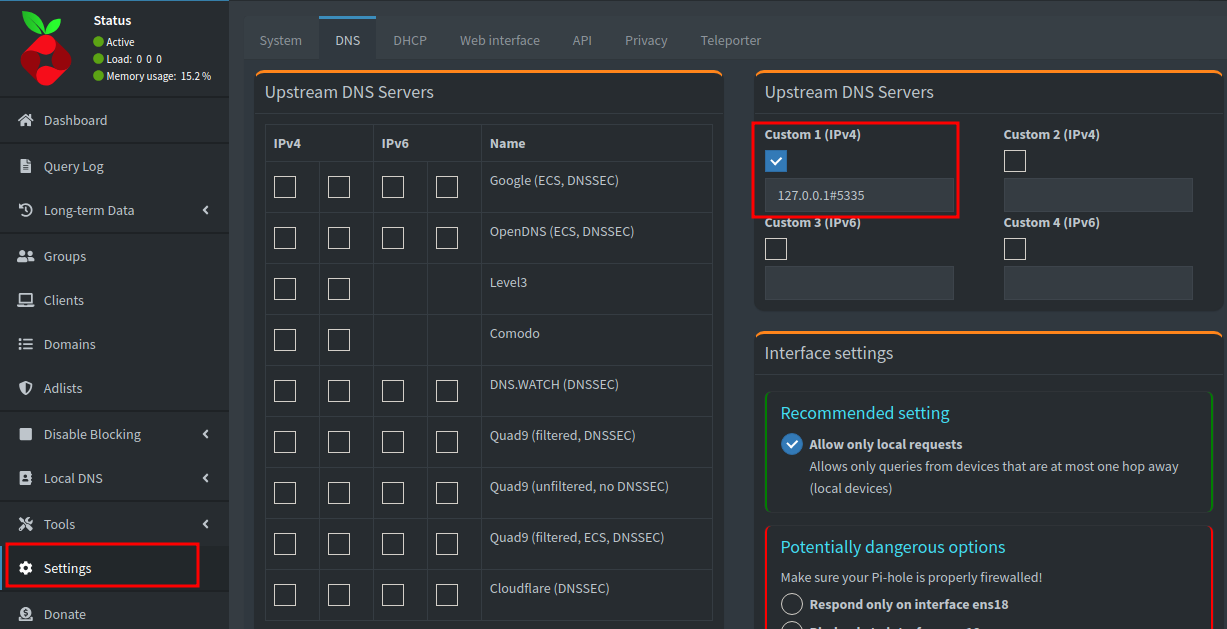 Status
Active
Load: 0 0 0
Memory usage: 15.2 %
Dashboard
Query Log
Long-term Data
Groups
Clients
Domains
Adlists
Disable Blocking
Local DNS
Tools
Settings
Donate
System DNS DHCP Web interface API Privacy Teleporter
Upstream DNS Servers
IPv4 IPv6 Name
Google (ECS, DNSSEC)
OpenDNS (ECS, DNSSEC)
Level3
Comodo
DNS.WATCH (DNSSEC)
Quad9 (filtered, DNSSEC)
Quad9 (unfiltered, no DNSSEC)
Quad9 (filtered, ECS, DNSSEC)
Cloudflare (DNSSEC)
Upstream DNS Servers
Custom 1 (IPv4) Custom 2 (IPv4)
127.0.0.1#5335
Custom 3 (IPv6) Custom 4 (IPv6)
Interface settings
Recommended setting
Allow only local requests
Allows only queries from devices that are at most one hop away
(local devices)
Potentially dangerous options
Make sure your Pi-hole is properly firewalled!
Respond only on interface ens18